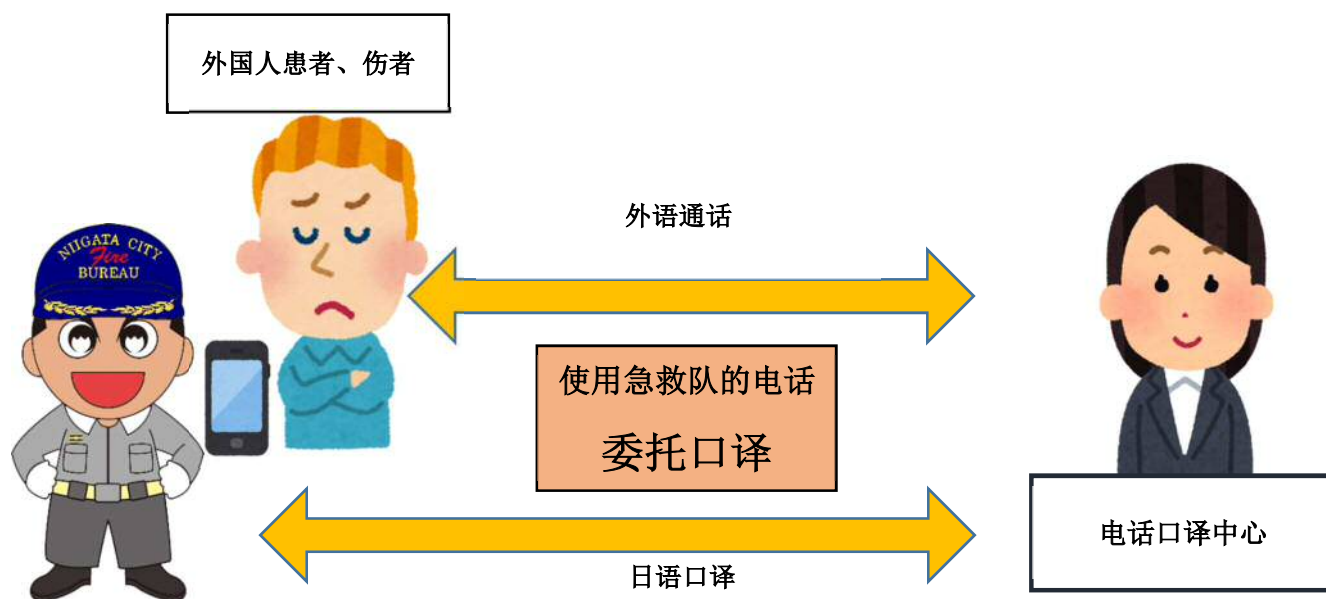 外国人患者、伤者
外语通话
NIIGATA CITY
Fire
BUREAU
使用急救队的电话
委托口译
电话口译中心
日语口译